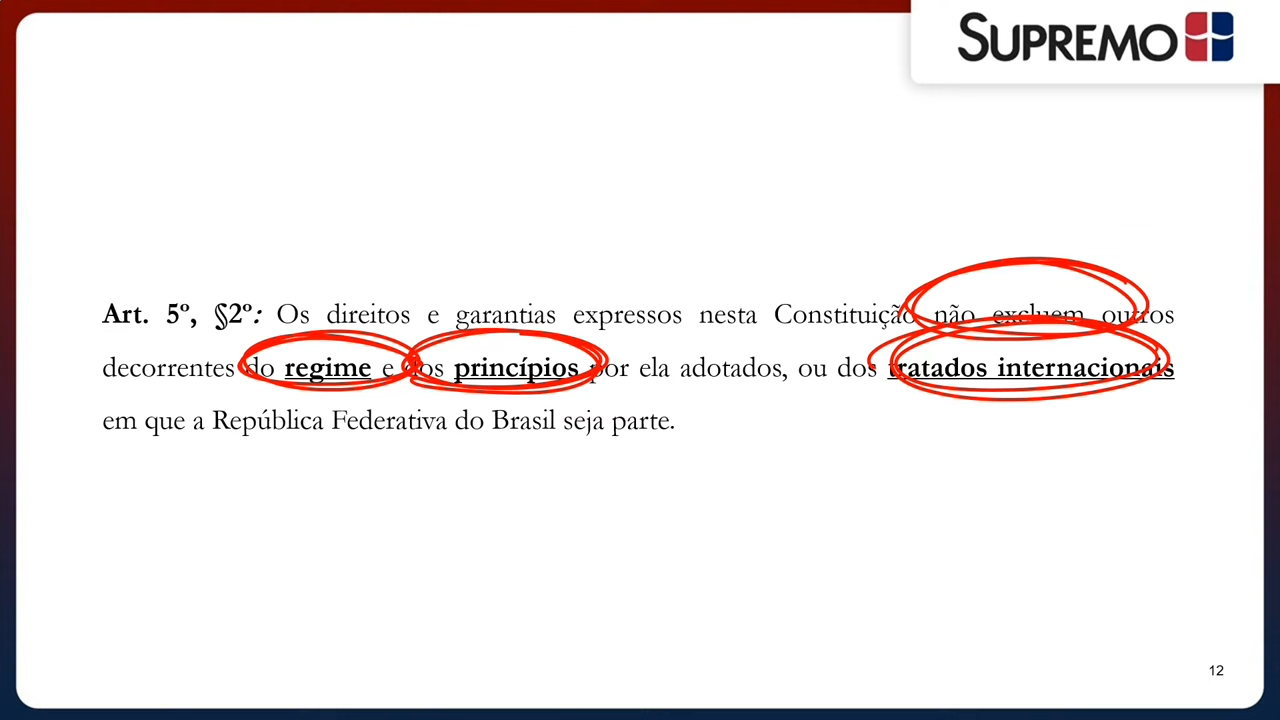 SUPREMO
Art. 5º, §2º: Os direitos e garantias expressos nesta Constituição não excluem outros
decorrentes do regime e dos princípios por ela adotados, ou dos tratados internacionais
em que a República Federativa do Brasil seja parte.
12